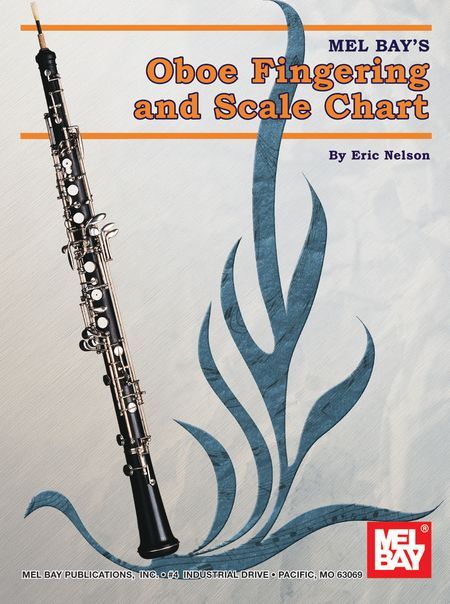 MEL BAY'S
Oboe Fingering
and Scale Chart
By Eric Nelson
MEL
BAY®
MEL BAY PUBLICATIONS, INC. • #4 INDUSTRIAL DRIVE • PACIFIC, MO 63069